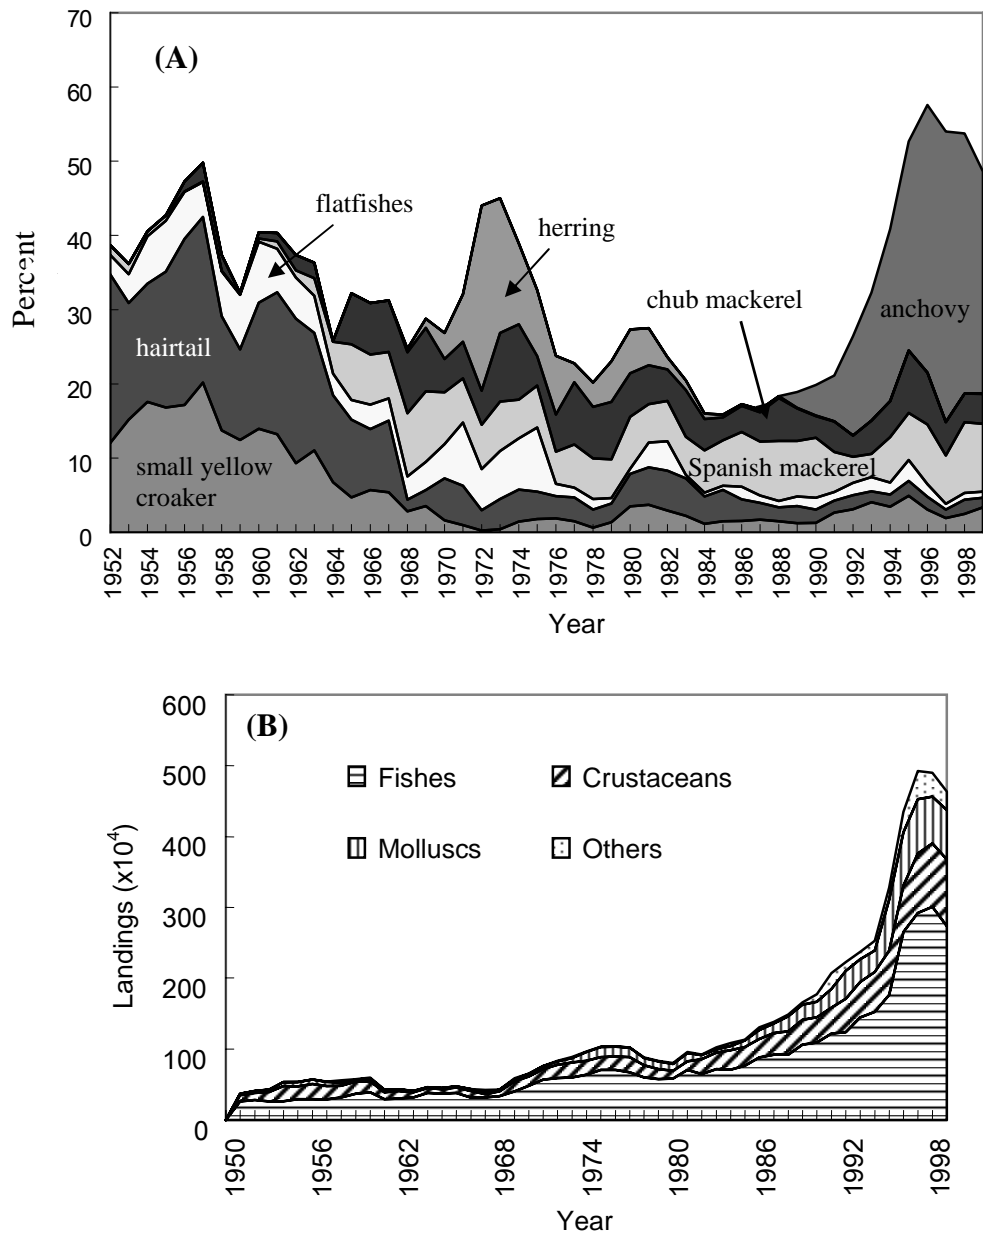 70
(A)
60
50
flatfishes
40
herring
Percent
chub mackerel
30
anchovy
hairtail
20
small yellow
croaker
Spanish mackerel
10
0
1952 1954 1956 1958 1960 1962 1964 1966 1968 1970 1972 1974 1976 1978 1980 1982 1984 1986 1988 1990 1992 1994 1996 1998
Year
600
(B)
500
Fishes Crustaceans
400
Molluscs Others
Landings (x10⁴)
300
200
100
0
1950 1956 1962 1968 1974 1980 1986 1992 1998
Year